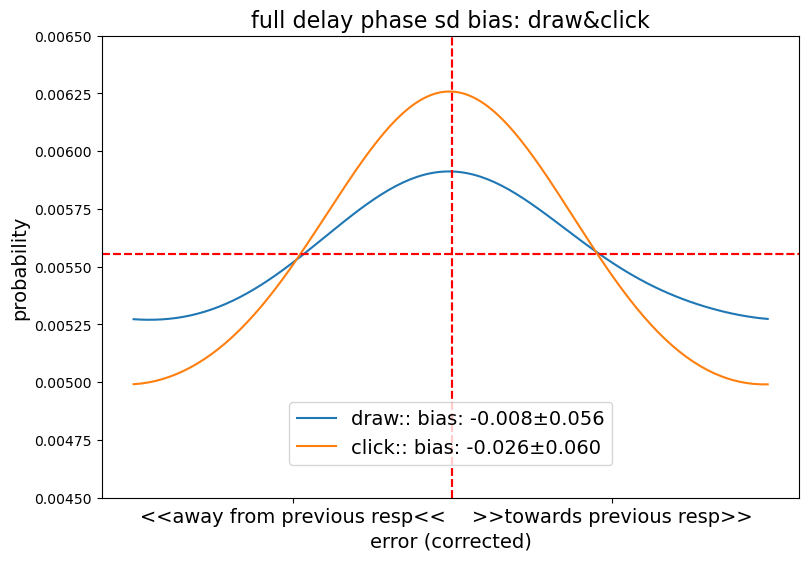 full delay phase sd bias: draw&click
0.00650
0.00625
0.00600
0.00575
0.00550
0.00525
0.00500
0.00475
0.00450
probability
draw:: bias: -0.008±0.056
click:: bias: -0.026±0.060
<<away from previous resp<< >>towards previous resp>>
error (corrected)